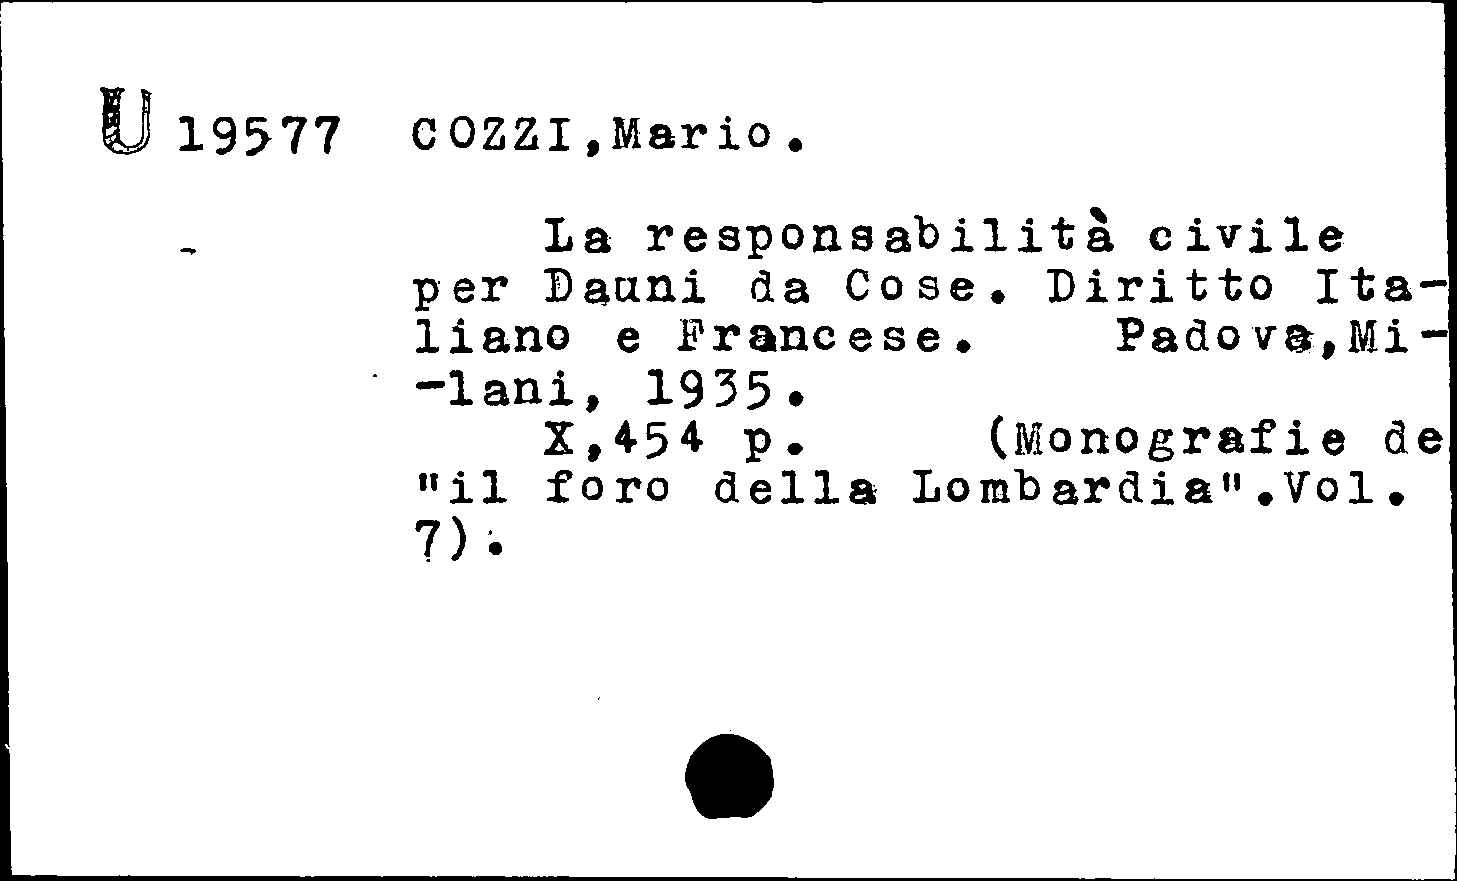 U 19577 COZZI,Mario.
La responsabilità civile
per Dauni da Cose. Diritto Ita-
liano e Francese. Padova,Mi-
-lani, 1935.
X,454 p. (Monografie de
"il foro della Lombardia".Vol.
7).